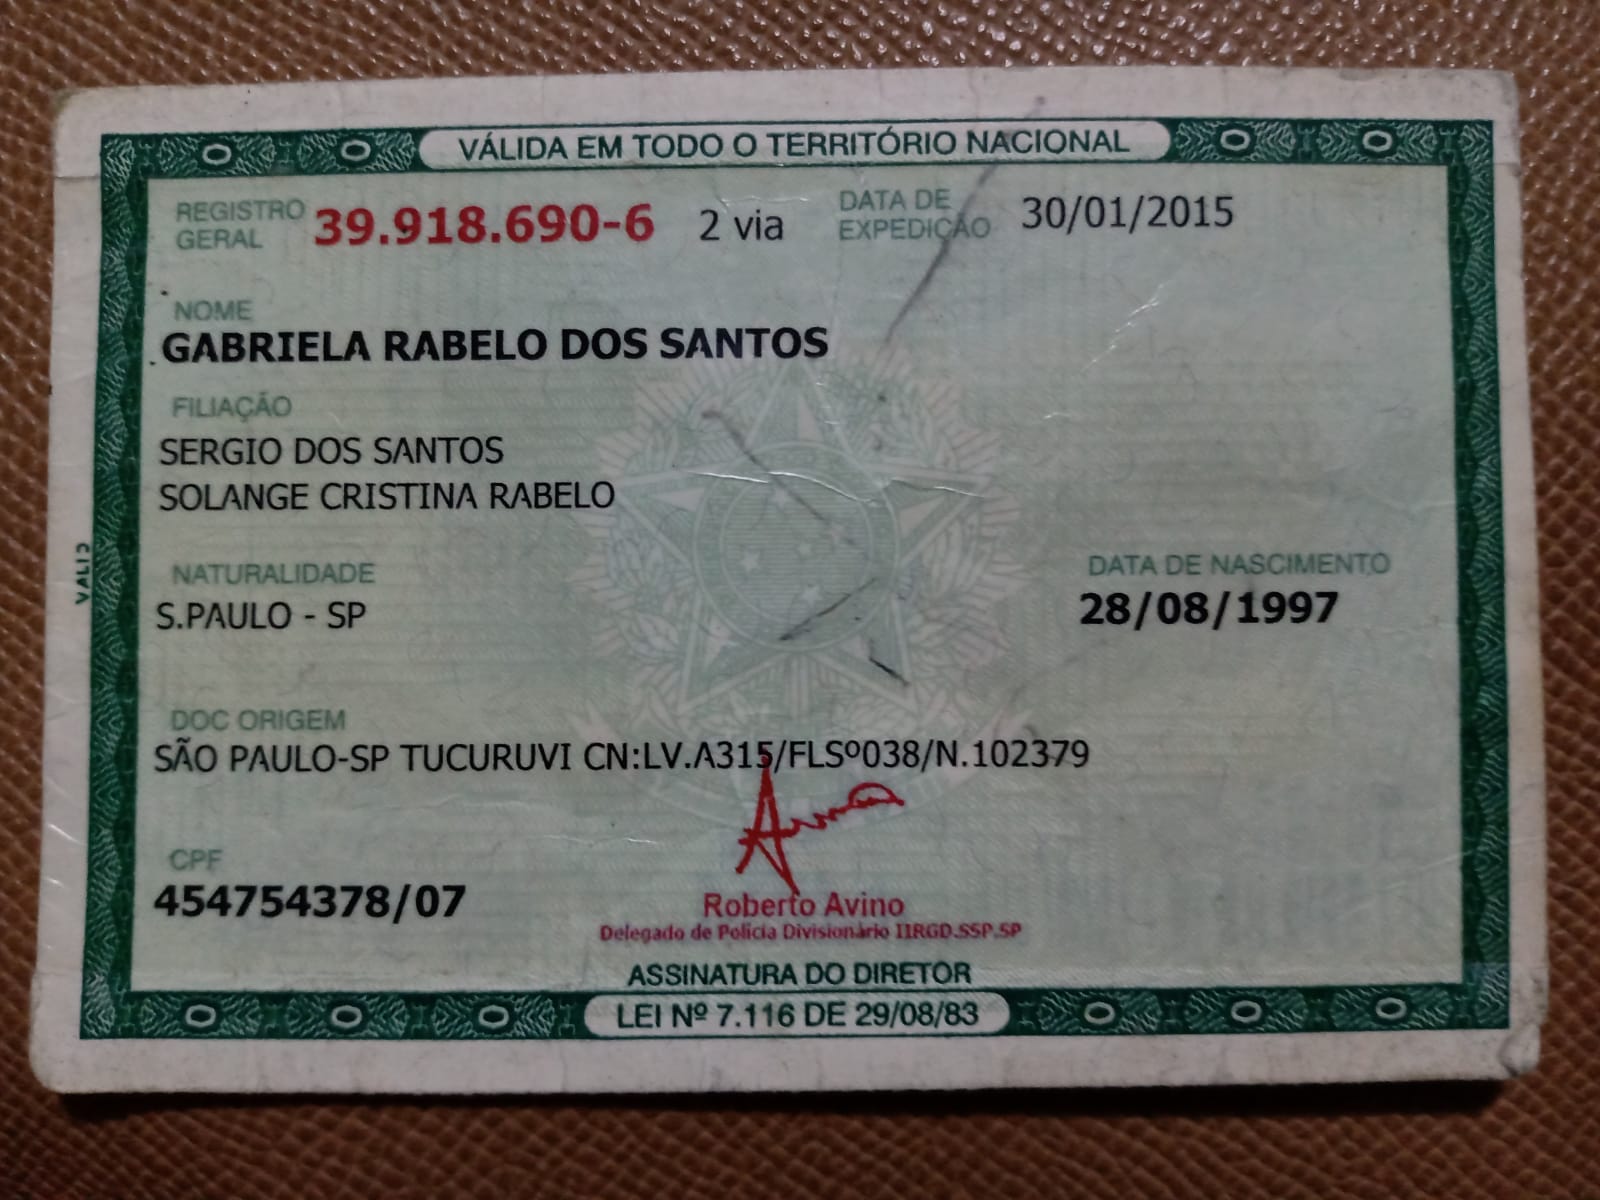 VÁLIDA EM TODO O TERRITÓRIO NACIONAL
REGISTRO GERAL 39.918.690-6 2 via DATA DE EXPEDIÇÃO 30/01/2015
NOME
GABRIELA RABELO DOS SANTOS
FILIAÇÃO
SERGIO DOS SANTOS
SOLANGE CRISTINA RABELO
NATURALIDADE
S.PAULO - SP
DATA DE NASCIMENTO
28/08/1997
DOC ORIGEM
SÃO PAULO-SP TUCURUVI CN:LV.A315/FLSº038/N.102379
CPF
454754378/07
Roberto Avino
Delegado de Polícia Divisionário IIRGD.SSP.SP
ASSINATURA DO DIRETOR
LEI Nº 7.116 DE 29/08/83
VALID